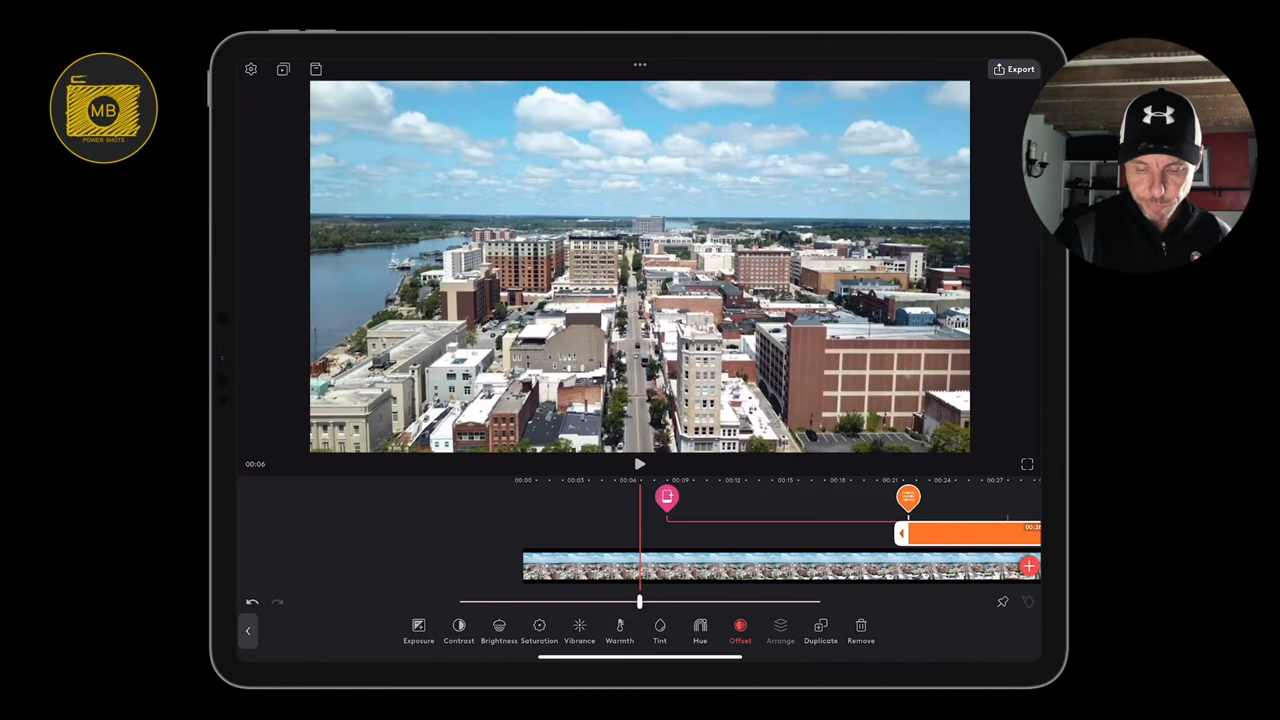 MB
POWER SHOTS
Export
00:06
00:00
00:03
00:06
00:09
00:12
00:15
00:18
00:21
00:24
00:27
Exposure
Contrast
Brightness
Saturation
Vibrance
Warmth
Tint
Hue
Offset
Arrange
Duplicate
Remove